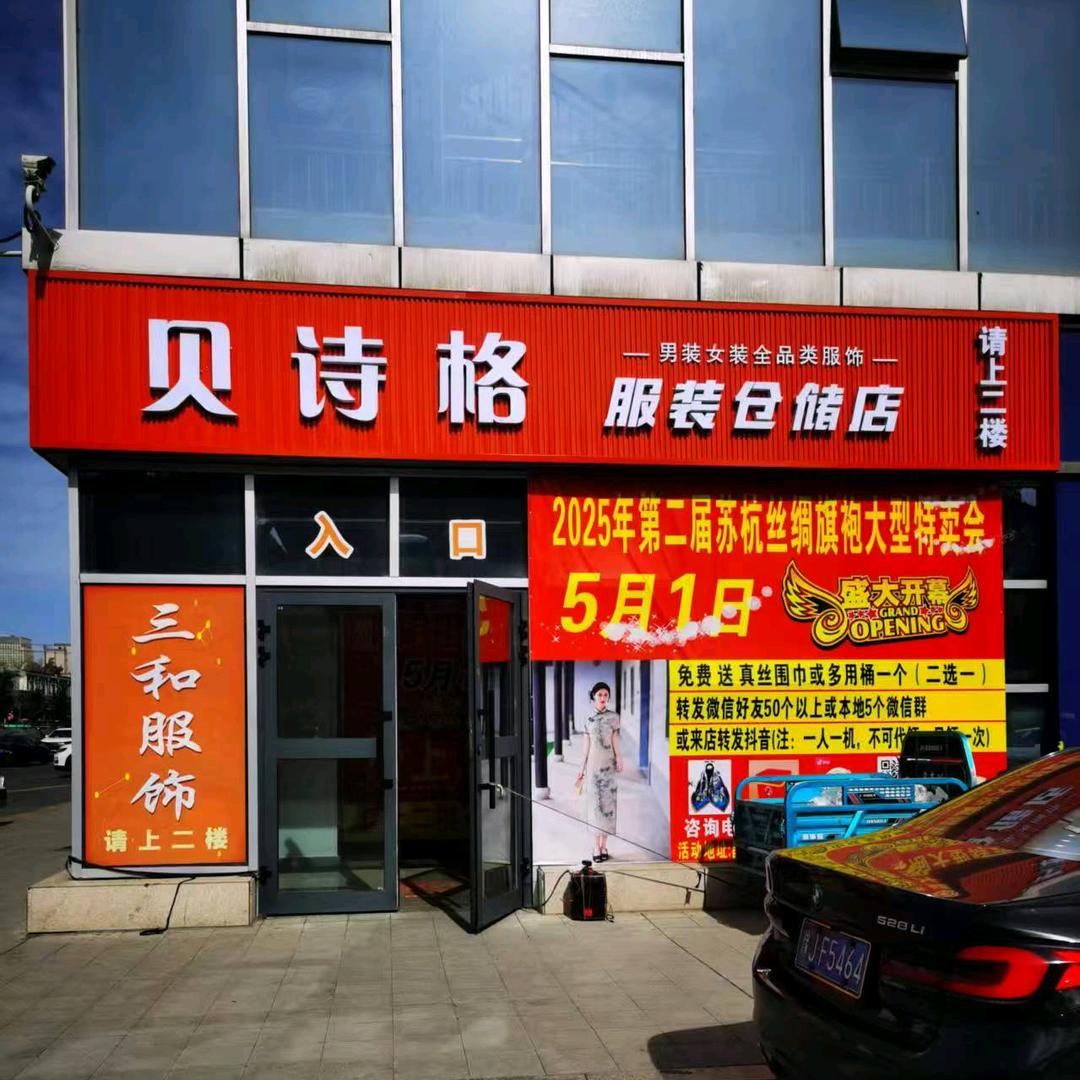 贝诗格
男装女装全品类服饰
服装仓储店
请上二楼
入口
2025年第二届苏杭丝绸旗袍大型特卖会
5月1日
盛大开幕
GRAND
OPENING
免费 送 真丝围巾或多用桶一个（二选一）
转发微信好友50个以上或本地5个微信群
或来店转发抖音(注：一人一机，不可代
一次)
咨询电
活动地址:
三和服饰
请上二楼
5月
528Li
J F5464